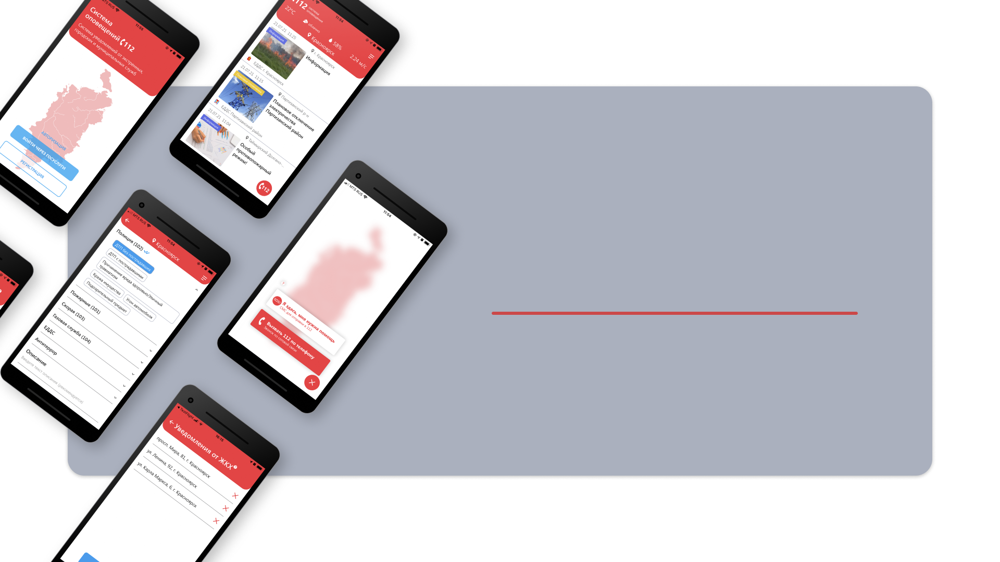 MTS RUS
11:55
Система
оповещений 112
Система уведомлений от экстренных,
городских и муниципальных служб
АВТОРИЗАЦИЯ
ВОЙТИ ЧЕРЕЗ ГОСУСЛУГИ
РЕГИСТРАЦИЯ
11:54
112 система
оповещения
22°C
облачно
58%
2.24 м/с
Красноярск
21.07.21 11:25
Информация
г. Красноярск
Информация
ЕДДС г. Красноярск
21.07.21 11:15
Партизанский р-н
Плановое отключение
электричества
Партизанский район
ЕДДС Партизанский район
21.07.21 11:04
Информация
Таймырский Долгано-...
Особый
противопожарный
режим!
112
MTS RUS
11:54
Красноярск
Полиция (102)
ДТП без пострадавших
ДТП с пострадавшими
Причинение вреда здоровью/Уличный
травматизм
Кража имущества
Угон автомобиля
Подозрительный предмет
Пожарные (101)
Скорая (103)
Газовая служба (104)
ЕДДС
Антитеррор
Описание
Введите текст описания (рекомендуется)
MTS RUS
11:54
?
SOS!
Я здесь, мне нужна помощь
СМС для отправки в 112
Вызвать 112 по телефону
Звонок по сотовой связи
TestFlight
16:16
Уведомления от ЖКХ
просп. Мира, 81, г. Красноярск
ул. Ленина, 92, г. Красноярск
ул. Карла Маркса, 6, г. Красноярск